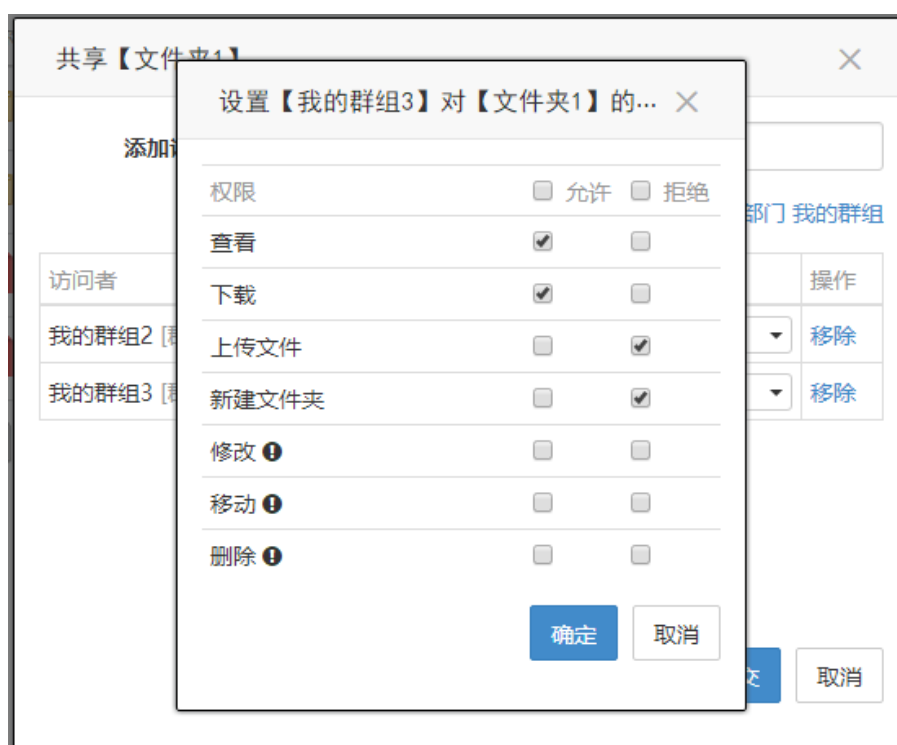 共享【文件夹1】
设置【我的群组3】对【文件夹1】的...
添加
权限 允许 拒绝
部门 我的群组
查看
访问者 操作
下载
我的群组2 移除
上传文件
我的群组3 移除
新建文件夹
修改
移动
删除
确定 取消
交 取消